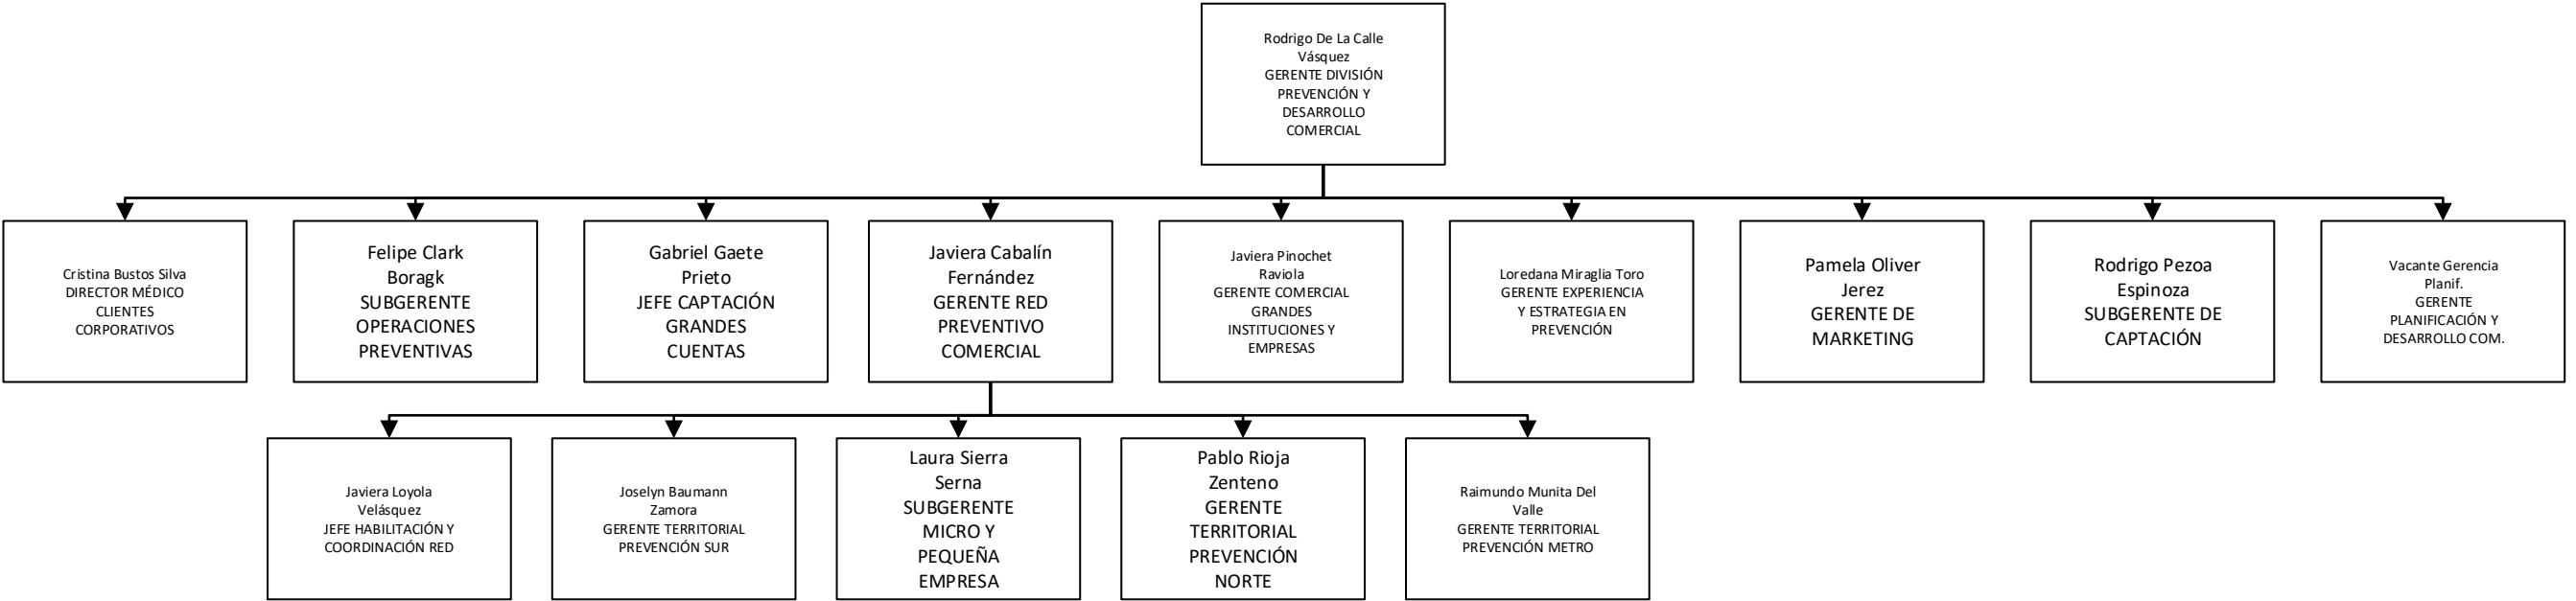 Rodrigo De La Calle
Vásquez
GERENTE DIVISIÓN
PREVENCIÓN Y
DESARROLLO
COMERCIAL
Cristina Bustos Silva
DIRECTOR MÉDICO
CLIENTES
CORPORATIVOS
Felipe Clark
Boragk
SUBGERENTE
OPERACIONES
PREVENTIVAS
Gabriel Gaete
Prieto
JEFE CAPTACIÓN
GRANDES
CUENTAS
Javiera Cabalín
Fernández
GERENTE RED
PREVENTIVO
COMERCIAL
Javiera Pinochet
Raviola
GERENTE COMERCIAL
GRANDES
INSTITUCIONES Y
EMPRESAS
Loredana Miraglia Toro
GERENTE EXPERIENCIA
Y ESTRATEGIA EN
PREVENCIÓN
Pamela Oliver
Jerez
GERENTE DE
MARKETING
Rodrigo Pezoa
Espinoza
SUBGERENTE DE
CAPTACIÓN
Vacante Gerencia
Planif.
GERENTE
PLANIFICACIÓN Y
DESARROLLO COM.
Javiera Loyola
Velásquez
JEFE HABILITACIÓN Y
COORDINACIÓN RED
Joselyn Baumann
Zamora
GERENTE TERRITORIAL
PREVENCIÓN SUR
Laura Sierra
Serna
SUBGERENTE
MICRO Y
PEQUEÑA
EMPRESA
Pablo Rioja
Zenteno
GERENTE
TERRITORIAL
PREVENCIÓN
NORTE
Raimundo Munita Del
Valle
GERENTE TERRITORIAL
PREVENCIÓN METRO